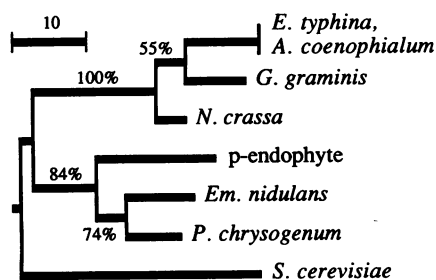 10
E. typhina,
A. coenophialum
55%
G. graminis
100%
N. crassa
p-endophyte
84%
Em. nidulans
74%
P. chrysogenum
S. cerevisiae